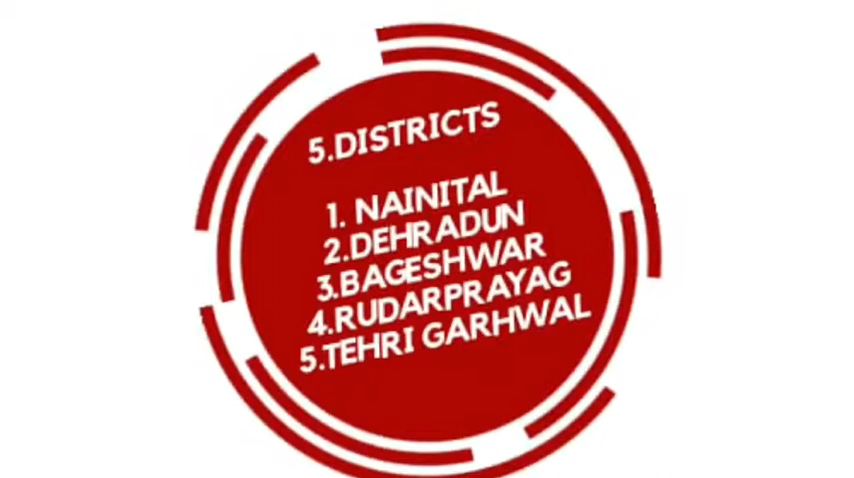 5.DISTRICTS
1. NAINITAL
2.DEHRADUN
3.BAGESHWAR
4.RUDARPRAYAG
5.TEHRI GARHWAL